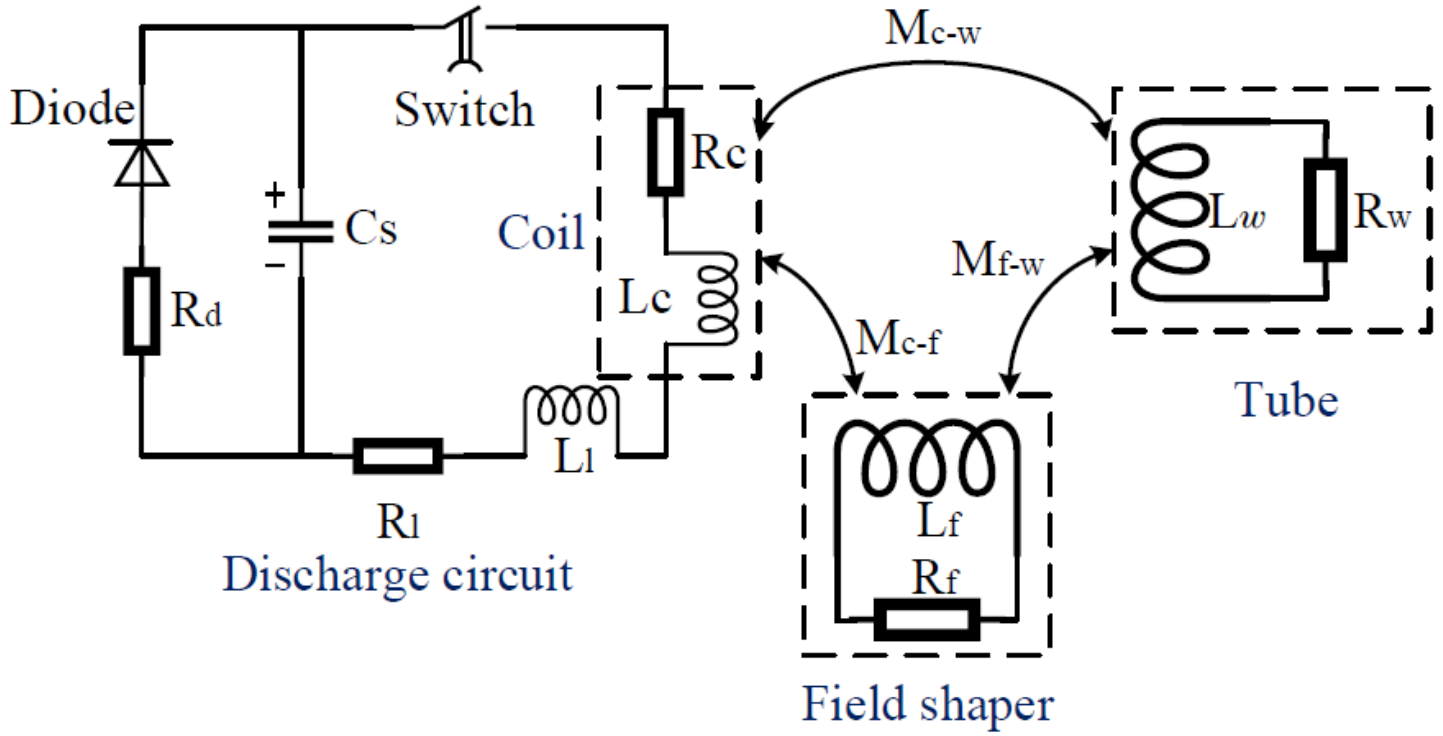 Mc-w
Diode
Switch
Rc
Lw
Rw
+
Cs
−
Coil
Mf-w
Rd
Lc
Mc-f
Tube
Ll
Rl
Lf
Discharge circuit
Rf
Field shaper